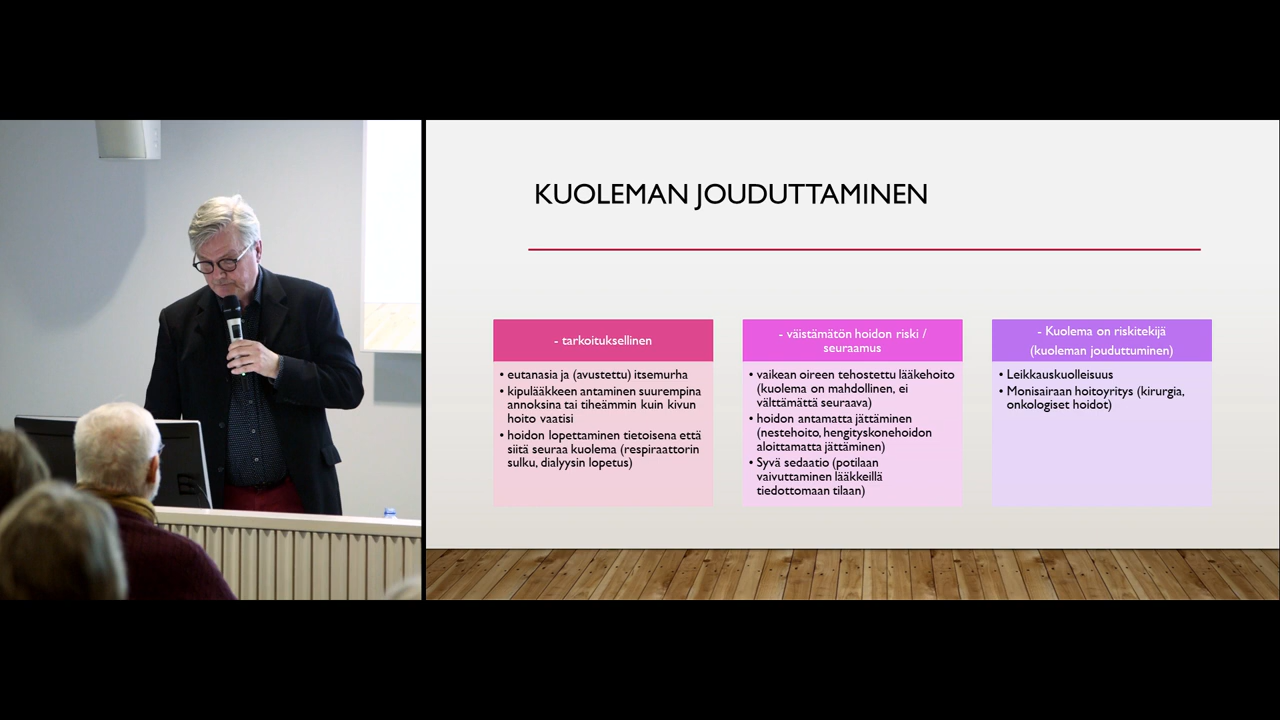 KUOLEMAN JOUDUTTAMINEN
- tarkoituksellinen
• eutanasia ja (avustettu) itsemurha
• kipulääkkeen antaminen suurempina
annoksina tai tiheämmin kuin kivun
hoito vaatisi
• hoidon lopettaminen tietoisena että
siitä seuraa kuolema (respiraattorin
sulku, dialyysin lopetus)
- väistämätön hoidon riski /
seuraamus
• vaikean oireen tehostettu lääkehoito
(kuolema on mahdollinen, ei
välttämättä seuraava)
• hoidon antamatta jättäminen
(nestehoito, hengityskonehoidon
aloittamatta jättäminen)
• Syvä sedaatio (potilaan
vaivuttaminen lääkkeillä
tiedottomaan tilaan)
- Kuolema on riskitekijä
(kuoleman jouduttuminen)
• Leikkauskuolleisuus
• Monisairaan hoitoyritys (kirurgia,
onkologiset hoidot)